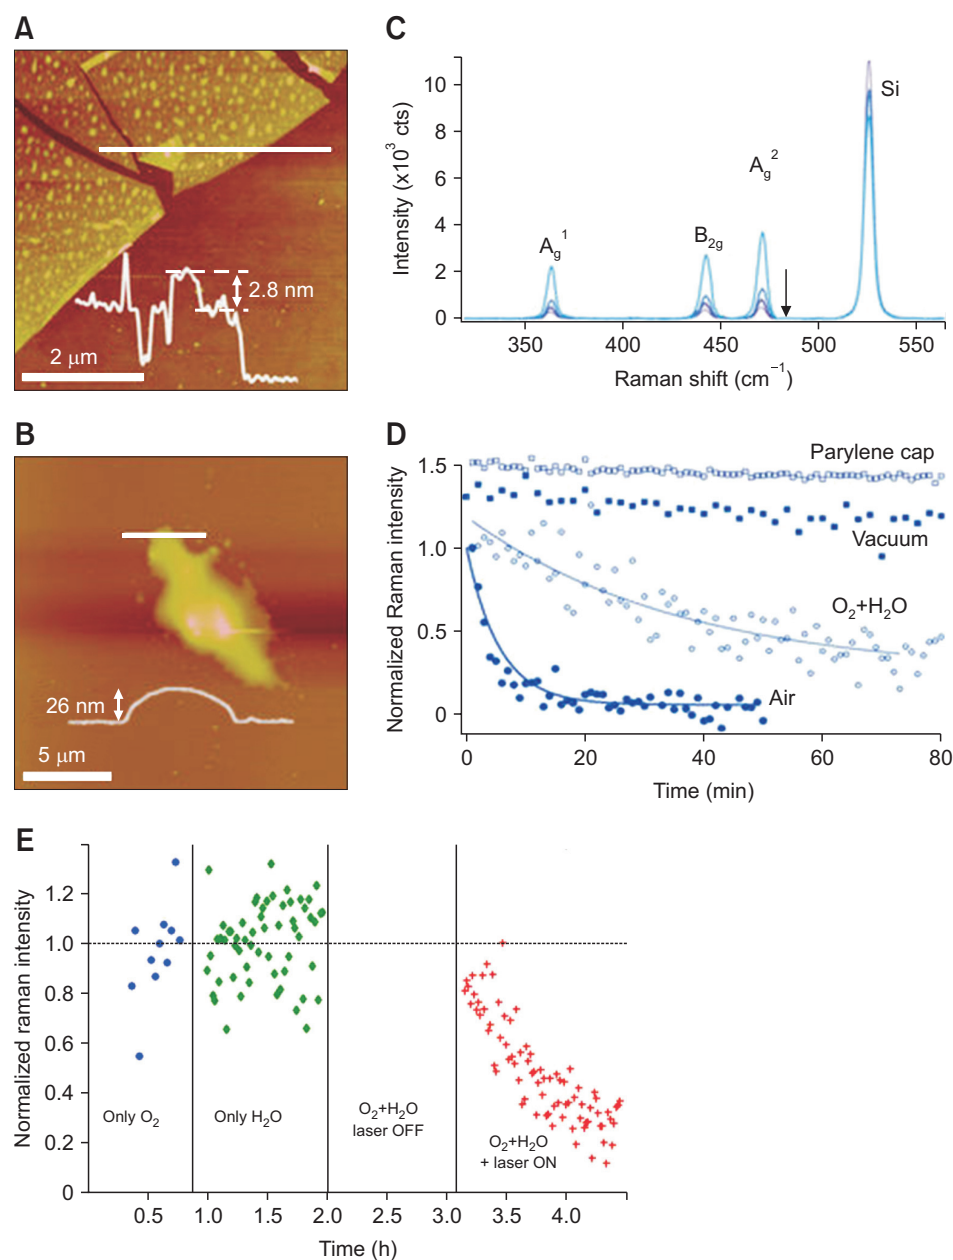 A
2.8 nm
2 μm
B
26 nm
5 μm
C
Intensity (x10³ cts)
10
8
6
4
2
0
A_g¹
B₂g
A_g²
Si
350
400
450
500
550
Raman shift (cm⁻¹)
D
Normalized Raman intensity
1.5
1.0
0.5
0
Parylene cap
Vacuum
O₂+H₂O
Air
0
20
40
60
80
Time (min)
E
Normalized raman intensity
1.2
1.0
0.8
0.6
0.4
0.2
0
Only O₂
Only H₂O
O₂+H₂O
laser OFF
O₂+H₂O
+ laser ON
0.5
1.0
1.5
2.0
2.5
3.0
3.5
4.0
Time (h)